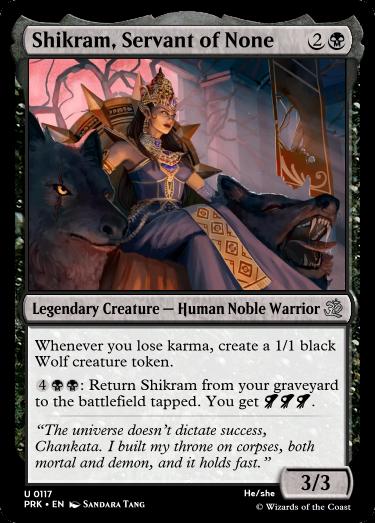 Shikram, Servant of None 2
Legendary Creature — Human Noble Warrior
Whenever you lose karma, create a 1/1 black
Wolf creature token.
4: Return Shikram from your graveyard
to the battlefield tapped. You get .
“The universe doesn’t dictate success,
Chankata. I built my throne on corpses, both
mortal and demon, and it holds fast.”
3/3
U 0117 He/she
PRK • EN SANDARA TANG © Wizards of the Coast